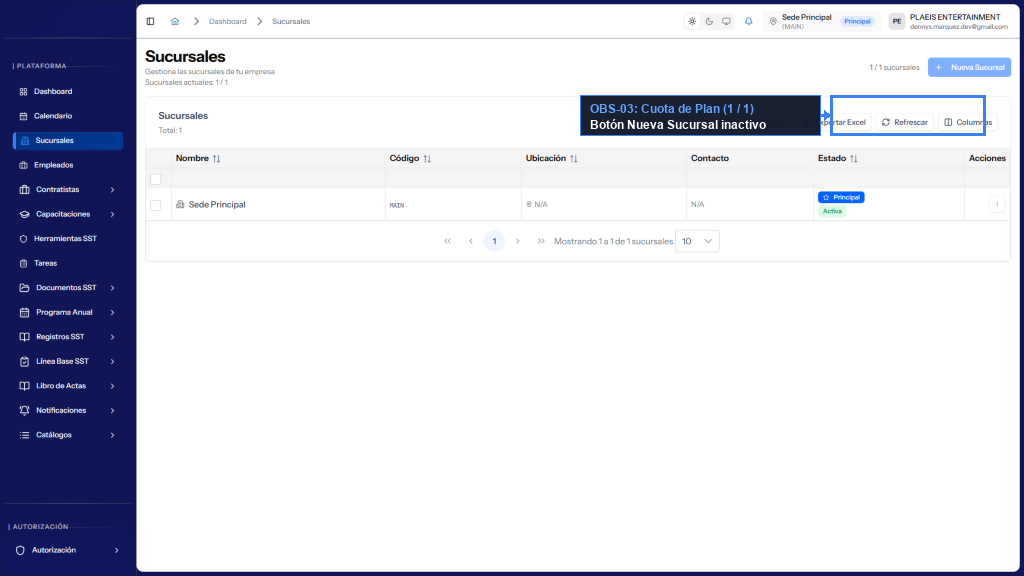 Dashboard
Sucursales
Sede Principal
(MAIN)
Principal
PE
PLAEIS ENTERTAINMENT
dennys.marquez.dev@gmail.com
| PLATAFORMA
Dashboard
Calendario
Sucursales
Empleados
Contratistas
Capacitaciones
Herramientas SST
Tareas
Documentos SST
Programa Anual
Registros SST
Línea Base SST
Libro de Actas
Notificaciones
Catálogos
| AUTORIZACIÓN
Autorización
Sucursales
Gestiona las sucursales de tu empresa
Sucursales actuales: 1 / 1
1 / 1 sucursales
+ Nueva Sucursal
Sucursales
Total: 1
OBS-03: Cuota de Plan (1 / 1)
Botón Nueva Sucursal inactivo
Excel
Refrescar
Columnas
Nombre
Código
Ubicación
Contacto
Estado
Acciones
Sede Principal
MAIN
N/A
N/A
Principal
Activa
« ‹ 1 › » Mostrando 1 a 1 de 1 sucursales 10